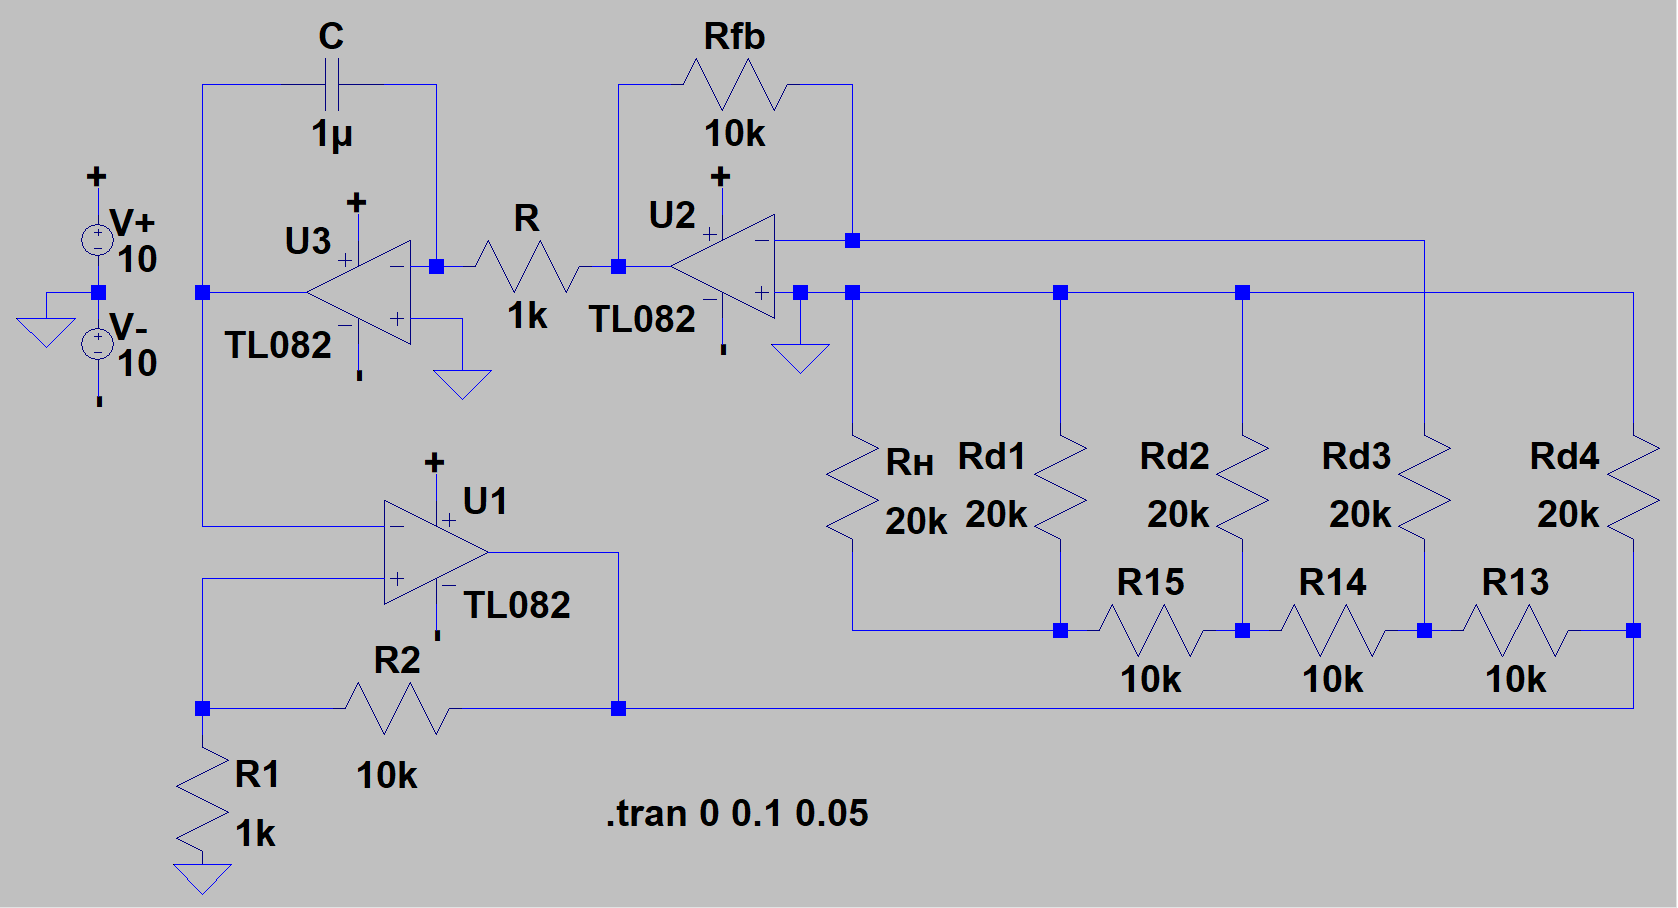 C
Rfb
1µ
10k
+
+
+
V+
U3
R
U2
10
1k
TL082
TL082
V-
10
-
-
-
+
U1
Rн
Rd1
Rd2
Rd3
Rd4
20k
20k
20k
20k
20k
TL082
-
R15
R14
R13
10k
10k
10k
R2
10k
R1
1k
.tran 0 0.1 0.05